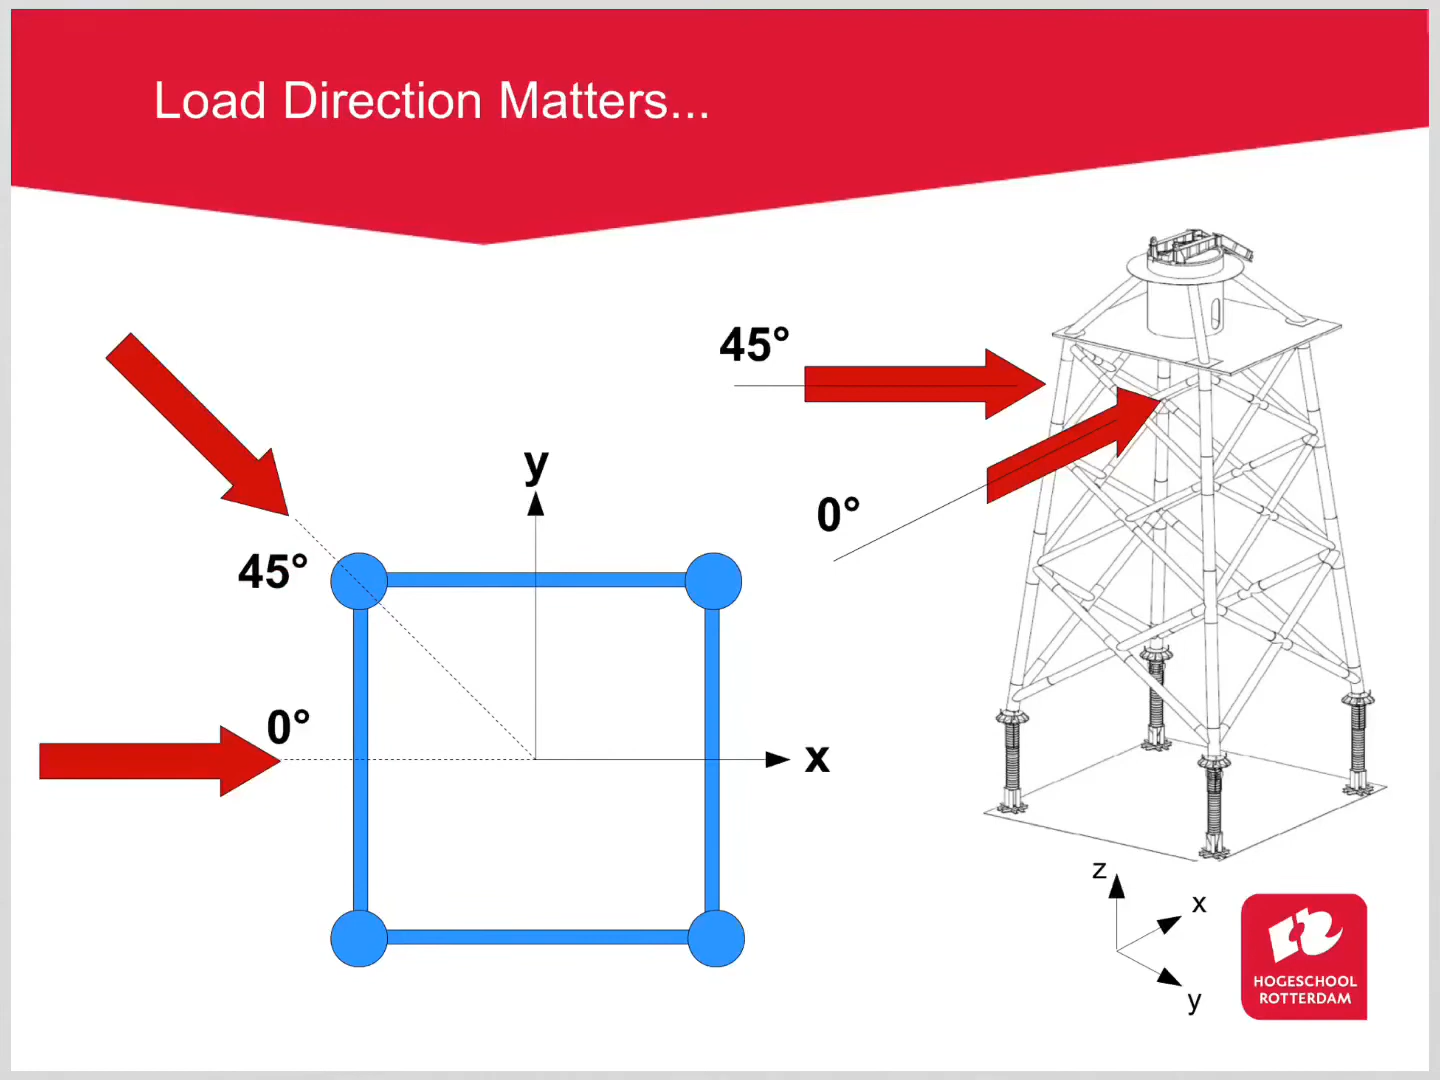 Load Direction Matters...
45°
0°
y
45°
0°
x
z
x
y
HOGESCHOOL
ROTTERDAM